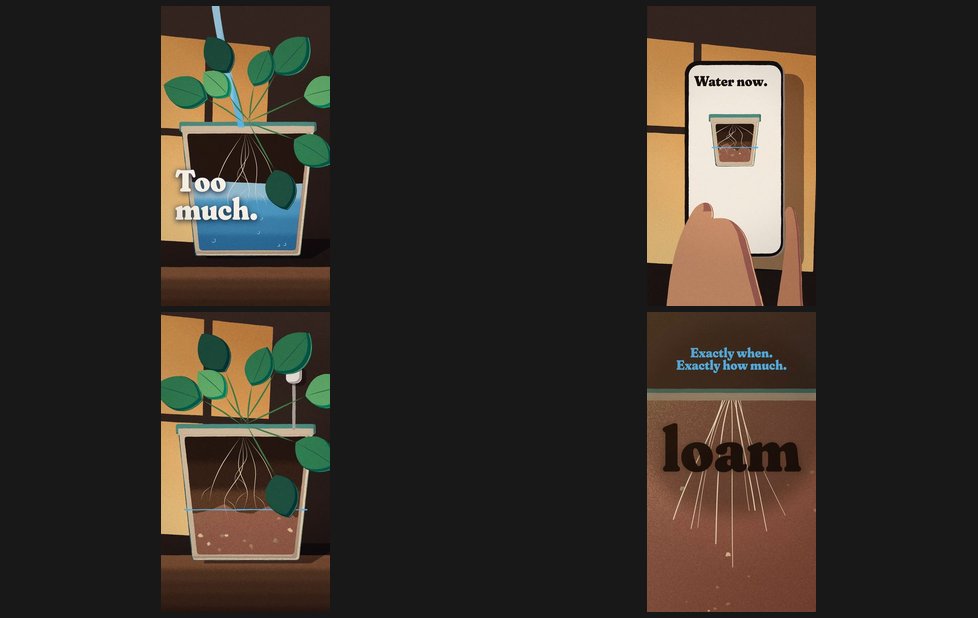 Too
much.
Water now.
Exactly when.
Exactly how much.
loam